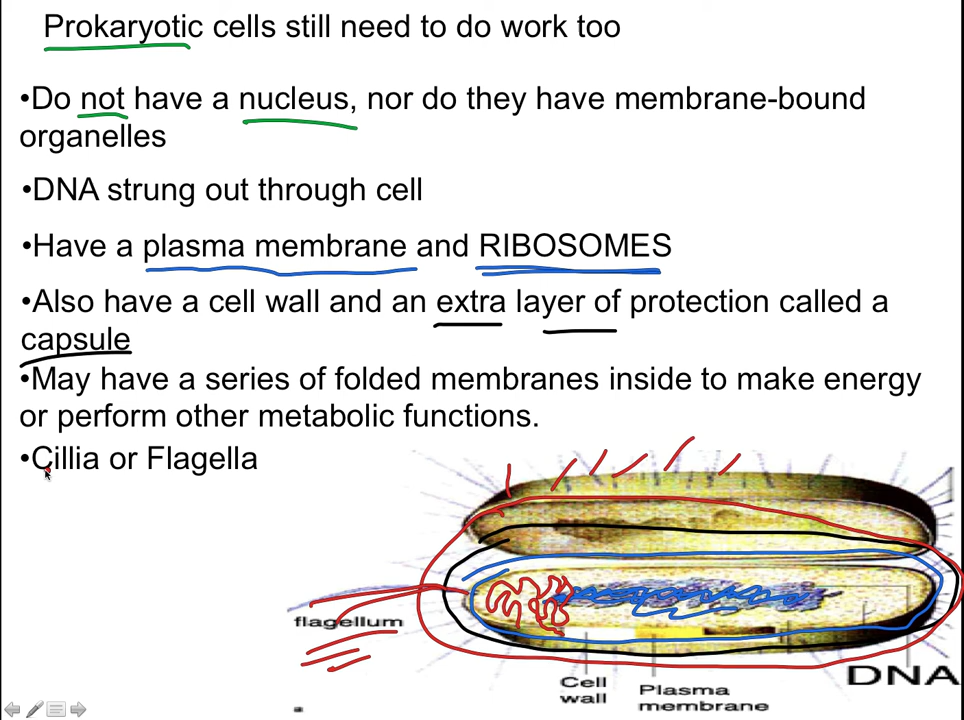 Prokaryotic cells still need to do work too
•Do not have a nucleus, nor do they have membrane-bound
organelles
•DNA strung out through cell
•Have a plasma membrane and RIBOSOMES
•Also have a cell wall and an extra layer of protection called a
capsule
•May have a series of folded membranes inside to make energy
or perform other metabolic functions.
•Cillia or Flagella
flagellum
DNA
Cell
wall
Plasma
membrane